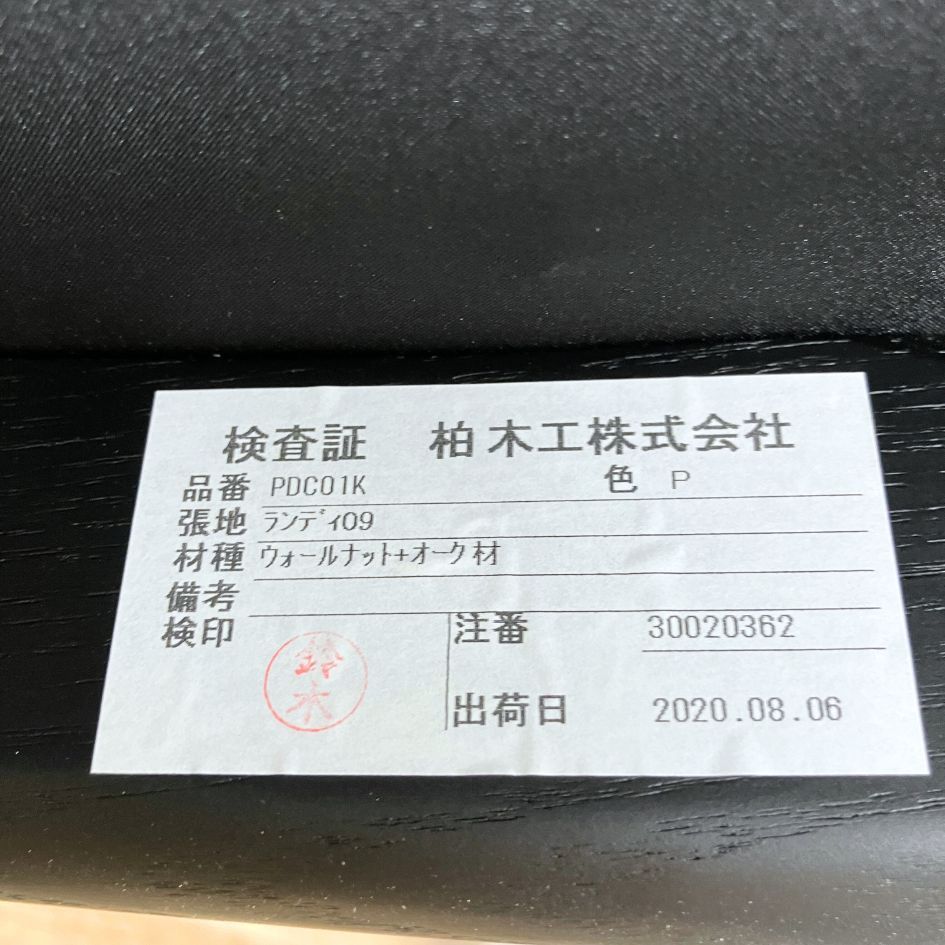 検査証 柏木工株式会社
品番 PDC01K 色 P
張地 ランディ09
材種 ウォールナット+オーク材
備考
検印 注番 30020362
鈴木
出荷日 2020.08.06